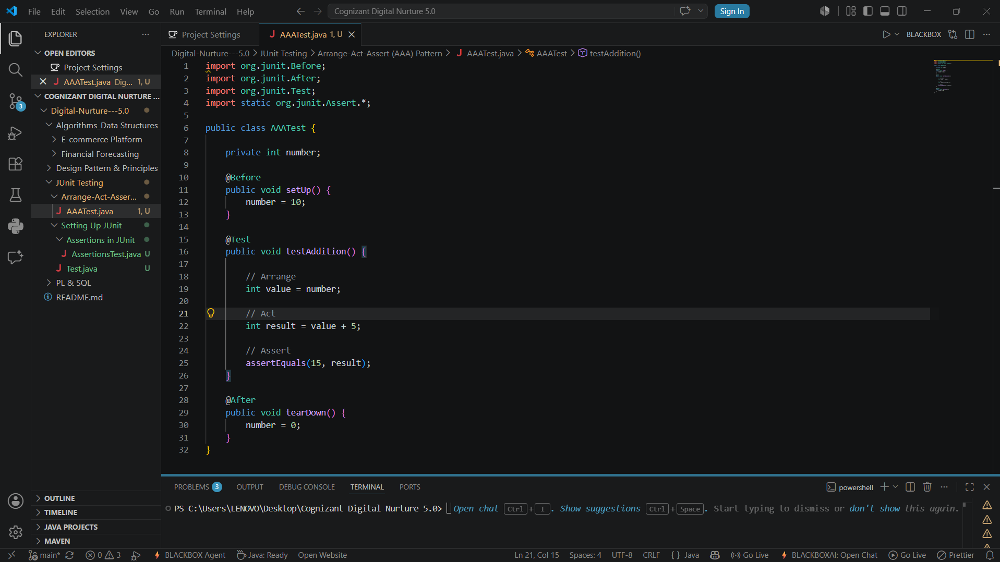 File Edit Selection View Go Run Terminal Help
Cognizant Digital Nurture 5.0
Sign In
EXPLORER
OPEN EDITORS
Project Settings
AAATest.java Dig... 1, U
COGNIZANT DIGITAL NURTURE ...
Digital-Nurture---5.0
Algorithms_Data Structures
E-commerce Platform
Financial Forecasting
Design Pattern & Principles
JUnit Testing
Arrange-Act-Asser...
AAATest.java 1, U
Setting Up JUnit
Assertions in JUnit
AssertionsTest.java U
Test.java U
PL & SQL
README.md
OUTLINE
TIMELINE
JAVA PROJECTS
MAVEN
3
Project Settings
AAATest.java 1, U
BLACKBOX
Digital-Nurture---5.0 > JUnit Testing > Arrange-Act-Assert (AAA) Pattern > AAATest.java > AAATest > testAddition()
1 import org.junit.Before;
2 import org.junit.After;
3 import org.junit.Test;
4 import static org.junit.Assert.*;
5
6 public class AAATest {
7
8 private int number;
9
10 @Before
11 public void setUp() {
12 number = 10;
13 }
14
15 @Test
16 public void testAddition() {
17
18 // Arrange
19 int value = number;
20
21 // Act
22 int result = value + 5;
23
24 // Assert
25 assertEquals(15, result);
26 }
27
28 @After
29 public void tearDown() {
30 number = 0;
31 }
32 }
PROBLEMS 3 OUTPUT DEBUG CONSOLE TERMINAL PORTS
powershell
PS C:\Users\LENOVO\Desktop\Cognizant Digital Nurture 5.0> Open chat Ctrl + I . Show suggestions Ctrl + Space . Start typing to dismiss or don't show this again.
main* 0 3 BLACKBOX Agent Java: Ready Open Website Ln 21, Col 15 Spaces: 4 UTF-8 CRLF { } Java Go Live BLACKBOXAI: Open Chat Go Live Prettier